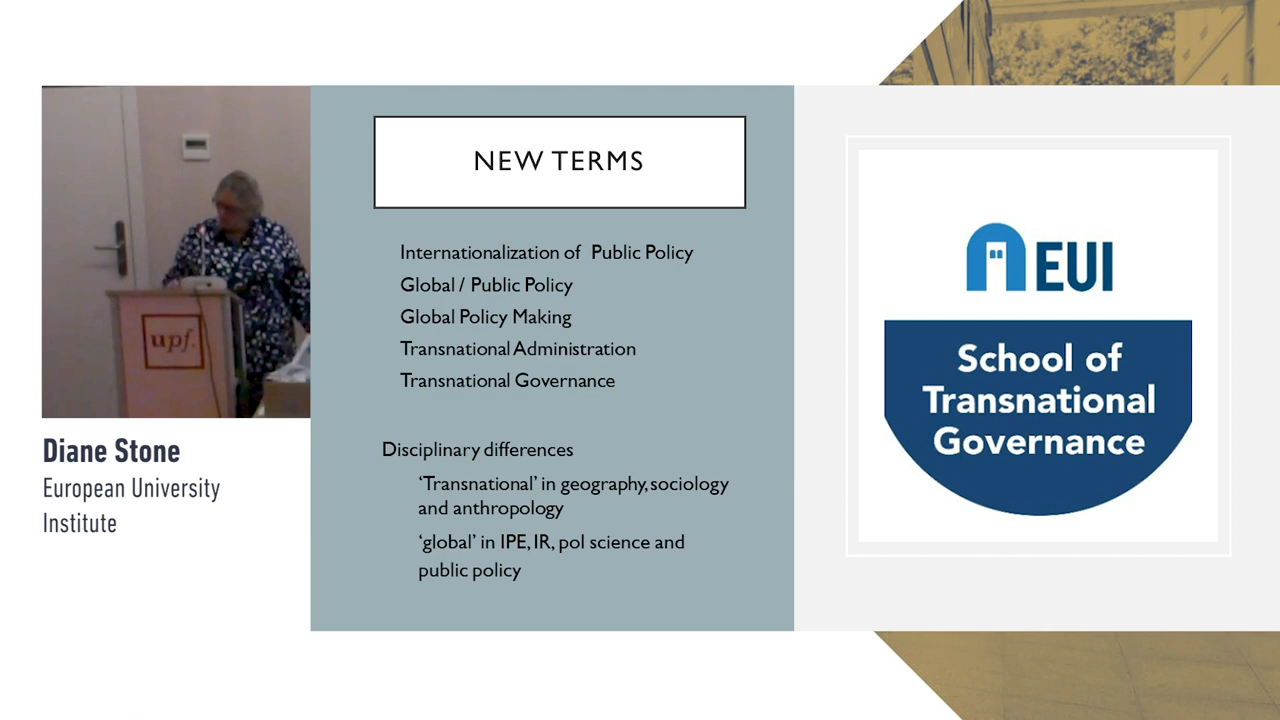 upf.
Diane Stone
European University
Institute
NEW TERMS
Internationalization of Public Policy
Global / Public Policy
Global Policy Making
Transnational Administration
Transnational Governance
Disciplinary differences
‘Transnational’ in geography, sociology
and anthropology
‘global’ in IPE, IR, pol science and
public policy
EUI
School of
Transnational
Governance